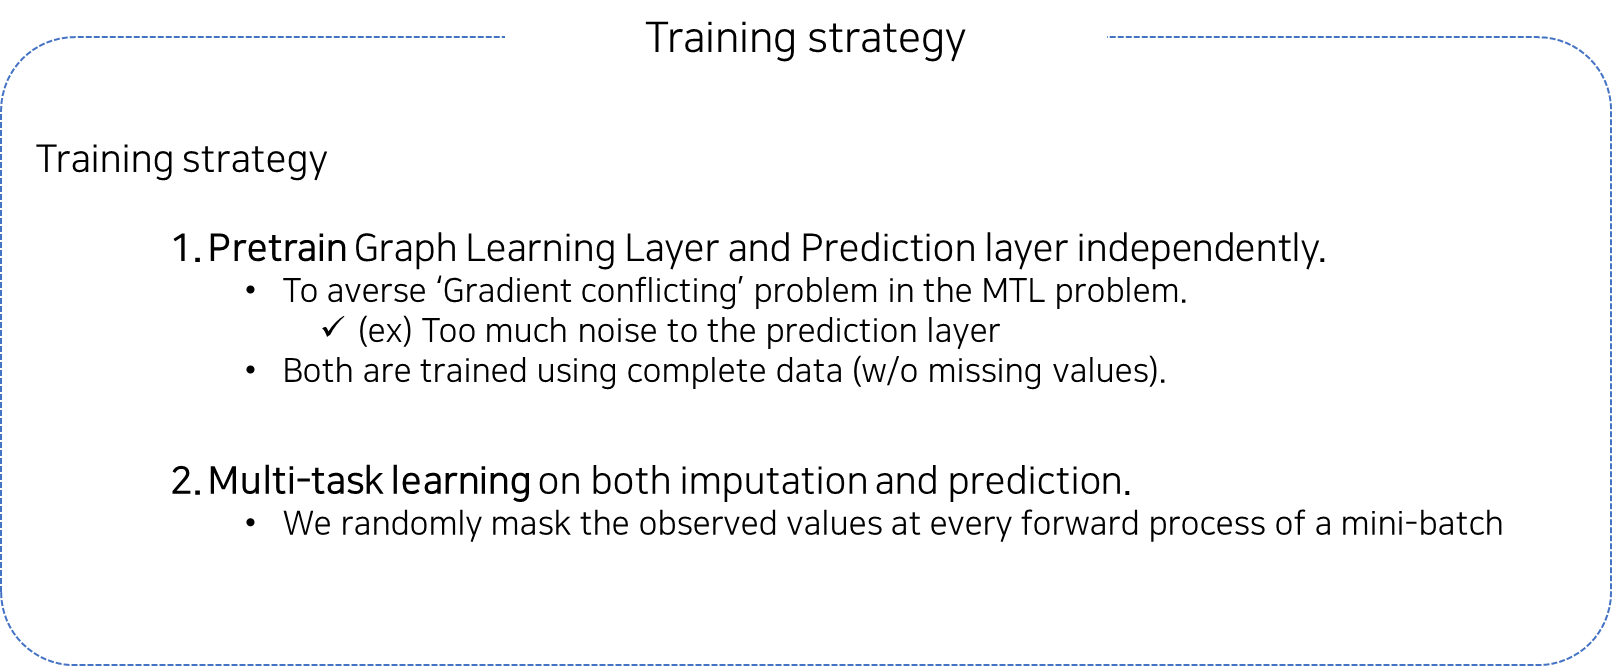 Training strategy
Training strategy
1. Pretrain Graph Learning Layer and Prediction layer independently.
• To averse ‘Gradient conflicting’ problem in the MTL problem.
✓ (ex) Too much noise to the prediction layer
• Both are trained using complete data (w/o missing values).
2. Multi-task learning on both imputation and prediction.
• We randomly mask the observed values at every forward process of a mini-batch